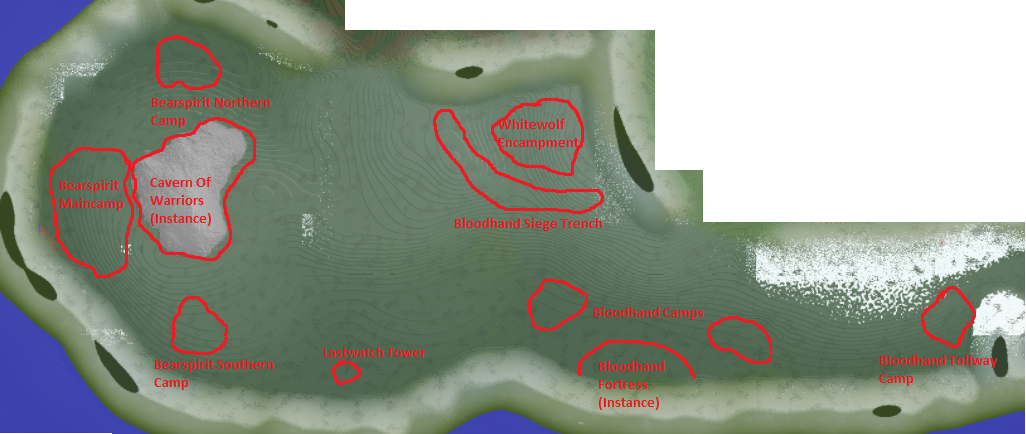 Bearspirit Northern
Camp
Whitewolf
Encampment
Bearspirit
Maincamp
Cavern Of
Warriors
(Instance)
Bloodhand Siege Trench
Bloodhand Camps
Lastwatch Tower
Bearspirit Southern
Camp
Bloodhand
Fortress
(Instance)
Bloodhand Tollway
Camp